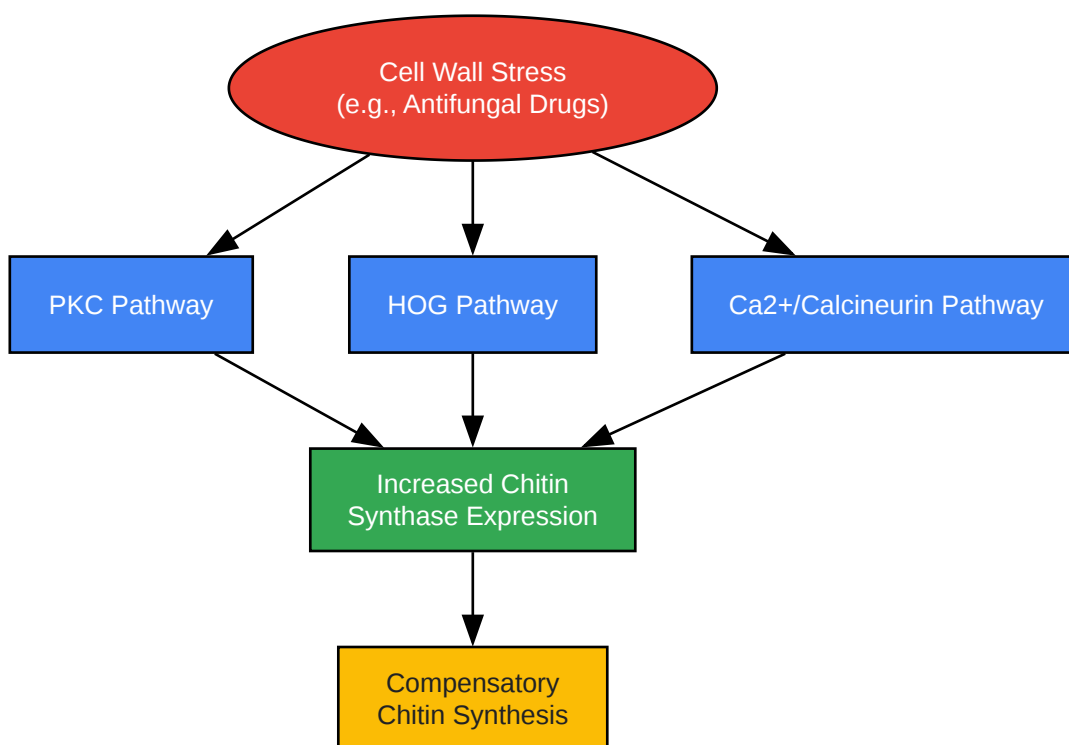 Cell Wall Stress
(e.g., Antifungal Drugs)
PKC Pathway
HOG Pathway
Ca2+/Calcineurin Pathway
Increased Chitin
Synthase Expression
Compensatory
Chitin Synthesis